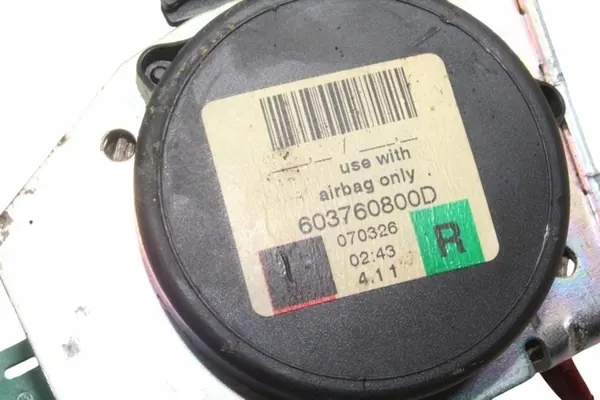 use with
airbag only
603760800D
070326
02:43
4.11
R